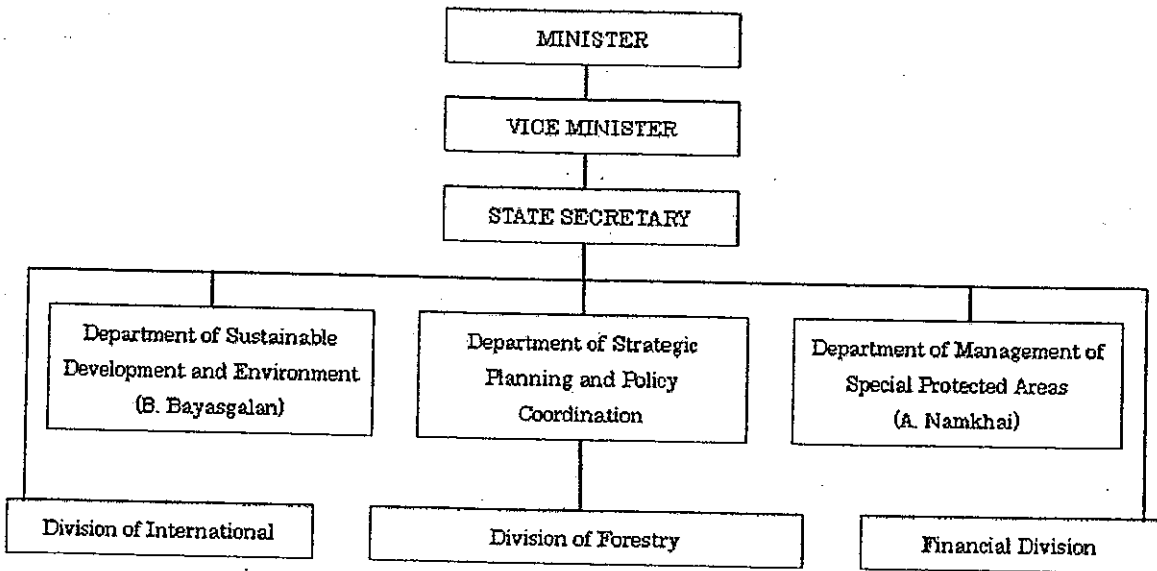 MINISTER
VICE MINISTER
STATE SECRETARY
Department of Sustainable
Development and Environment
(B. Bayasgalan)
Department of Strategic
Planning and Policy
Coordination
Department of Management of
Special Protected Areas
(A. Namkhai)
Division of International
Division of Forestry
Financial Division